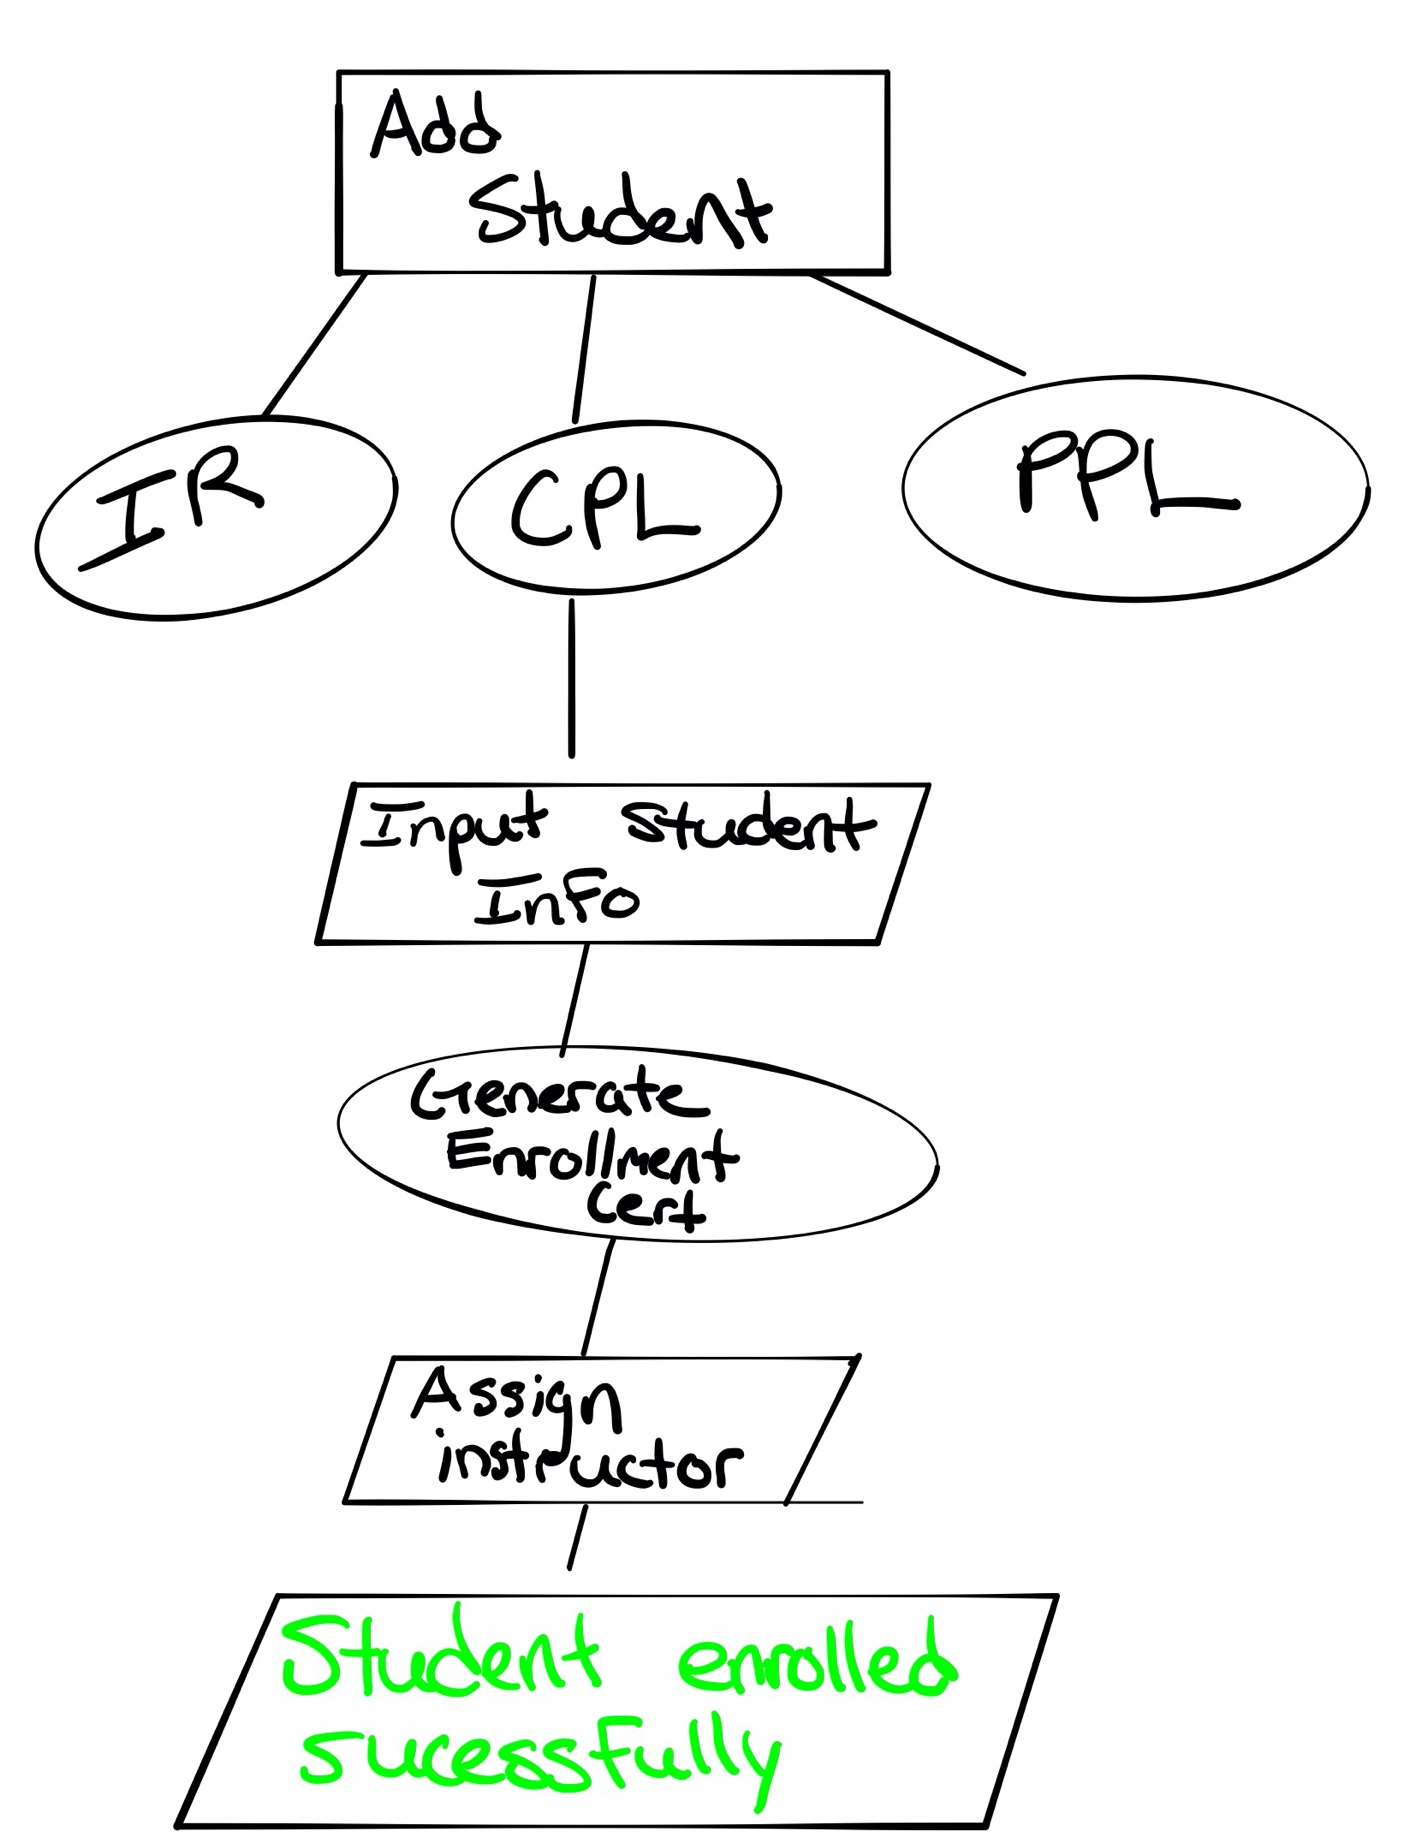 Add
Student
IR
CPL
PPL
Input Student
Info
Generate
Enrollment
Cert
Assign
instructor
Student enrolled
sucessfully